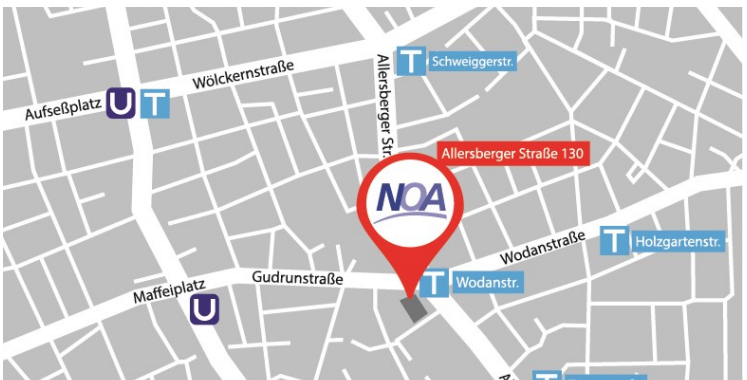 Schweiggerstr.
Wölckernstraße
Allersberger Str.
Aufseßplatz
U
T
T
Allersberger Straße 130
NOA
Wodanstraße
T
Holzgartenstr.
Gudrunstraße
T
Wodanstr.
Maffeiplatz
U
T